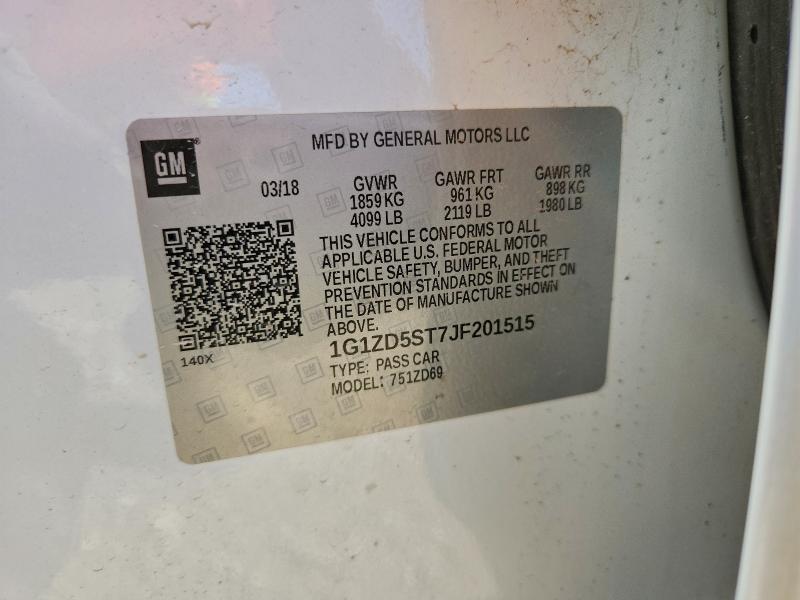 MFD BY GENERAL MOTORS LLC
GM
03/18
GVWR
1859 KG
4099 LB
GAWR FRT
961 KG
2119 LB
GAWR RR
898 KG
1980 LB
THIS VEHICLE CONFORMS TO ALL
APPLICABLE U.S. FEDERAL MOTOR
VEHICLE SAFETY, BUMPER, AND THEFT
PREVENTION STANDARDS IN EFFECT ON
THE DATE OF MANUFACTURE SHOWN
ABOVE.
140X
1G1ZD5ST7JF201515
TYPE: PASS CAR
MODEL: 751ZD69